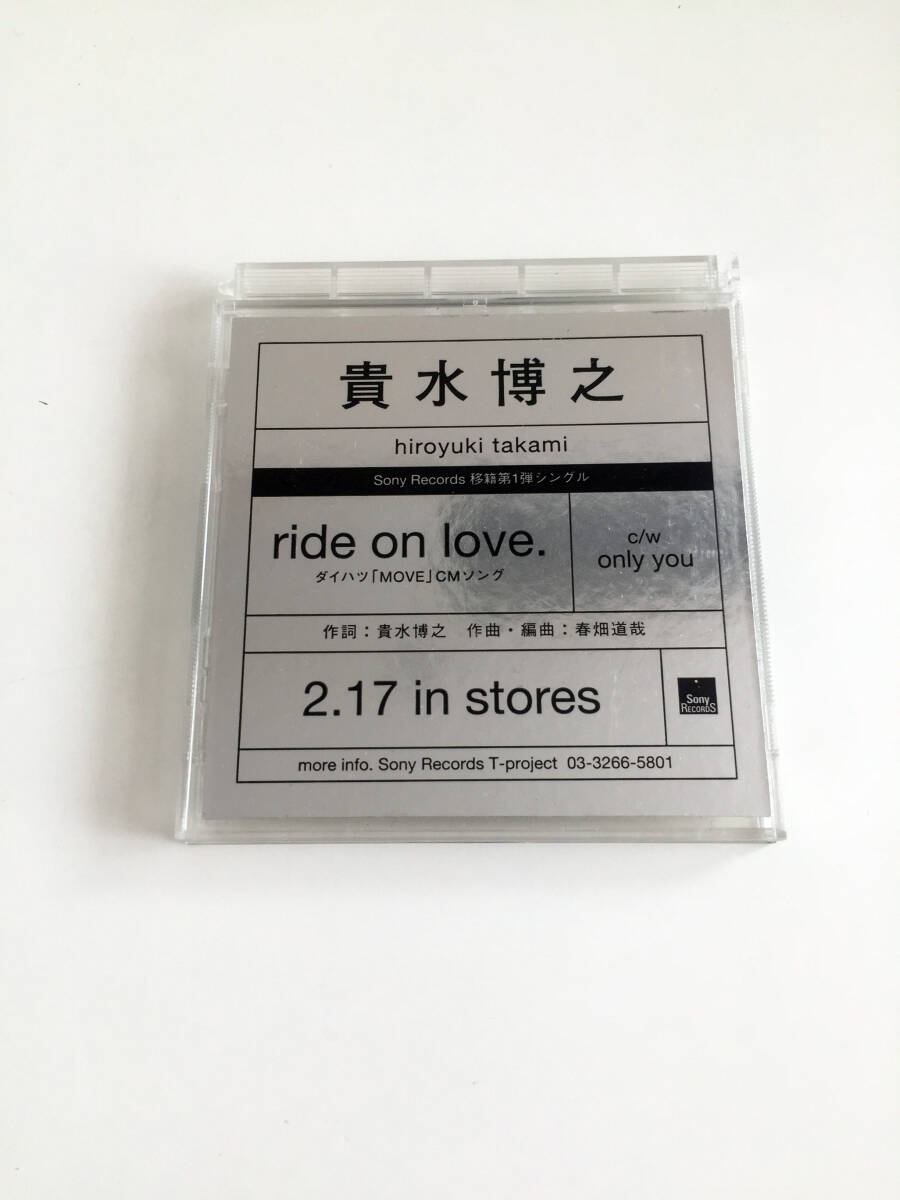 貴水博之
hiroyuki takami
Sony Records 移籍第1弾シングル
ride on love.
ダイハツ「MOVE」CMソング
c/w
only you
作詞：貴水博之　作曲・編曲：春畑道哉
2.17 in stores
Sony
RECORDS
more info. Sony Records T-project 03-3266-5801